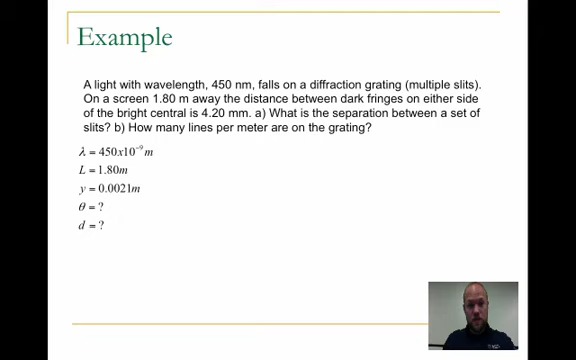 Example
A light with wavelength, 450 nm, falls on a diffraction grating (multiple slits).
On a screen 1.80 m away the distance between dark fringes on either side
of the bright central is 4.20 mm. a) What is the separation between a set of
slits? b) How many lines per meter are on the grating?
λ = 450x10⁻⁹ m
L = 1.80m
y = 0.0021m
θ = ?
d = ?